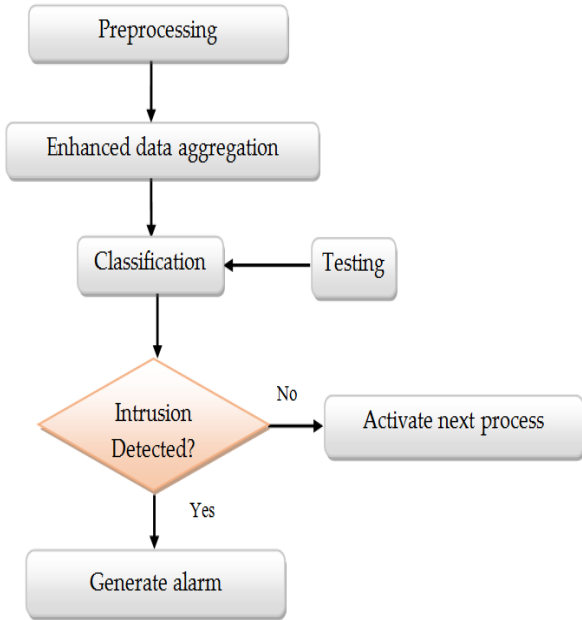 Preprocessing
Enhanced data aggregation
Classification
Testing
Intrusion
Detected?
No
Activate next process
Yes
Generate alarm